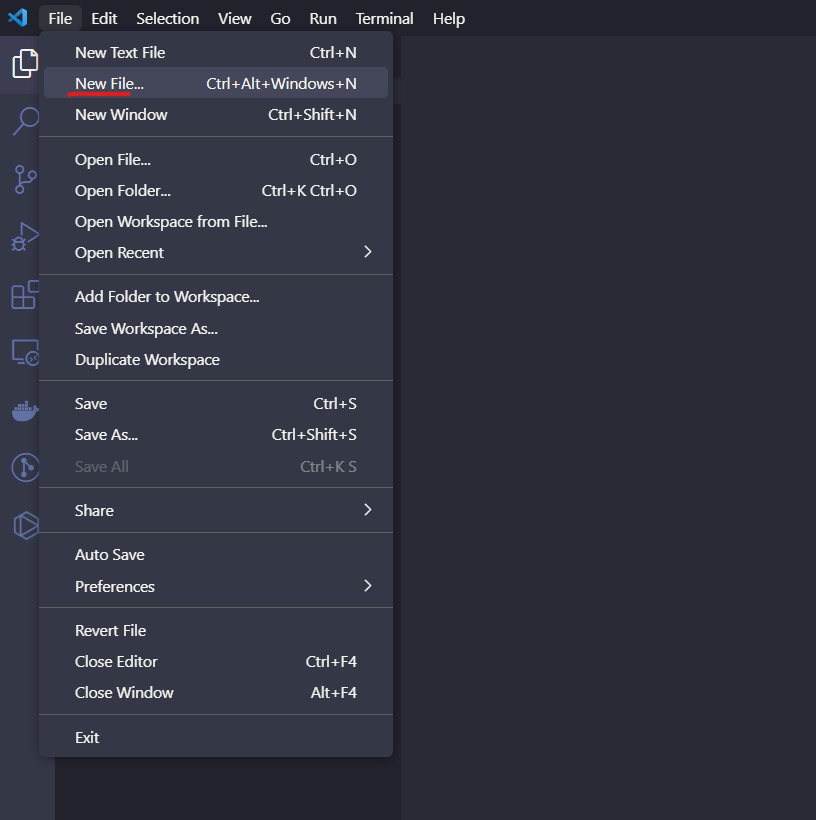 File Edit Selection View Go Run Terminal Help
New Text File Ctrl+N
New File... Ctrl+Alt+Windows+N
New Window Ctrl+Shift+N
Open File... Ctrl+O
Open Folder... Ctrl+K Ctrl+O
Open Workspace from File...
Open Recent
Add Folder to Workspace...
Save Workspace As...
Duplicate Workspace
Save Ctrl+S
Save As... Ctrl+Shift+S
Save All Ctrl+K S
Share
Auto Save
Preferences
Revert File
Close Editor Ctrl+F4
Close Window Alt+F4
Exit